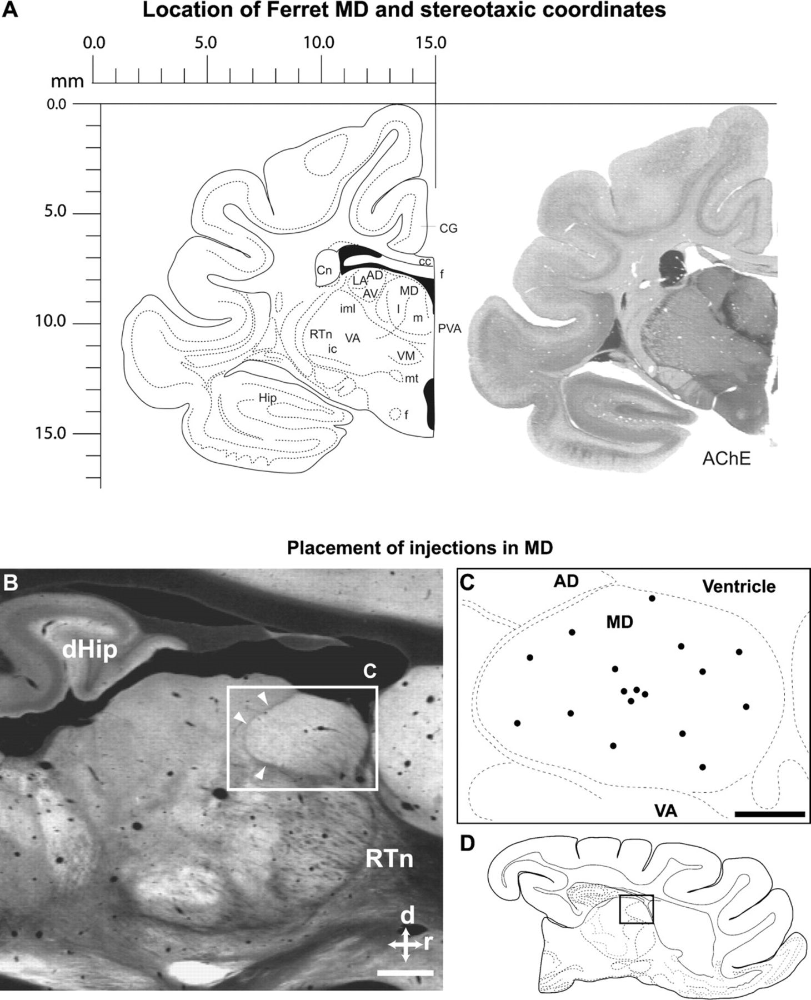 A
Location of Ferret MD and stereotaxic coordinates
0.0 5.0 10.0 15.0
mm
0.0
5.0
CG
cc
Cn
f
AD
LA
MD
AV
iml
l
m
10.0
PVA
RTn
VA
ic
VM
mt
Hip
f
15.0
AChE
Placement of injections in MD
B
dHip
C
RTn
d
r
C
AD
Ventricle
MD
VA
D